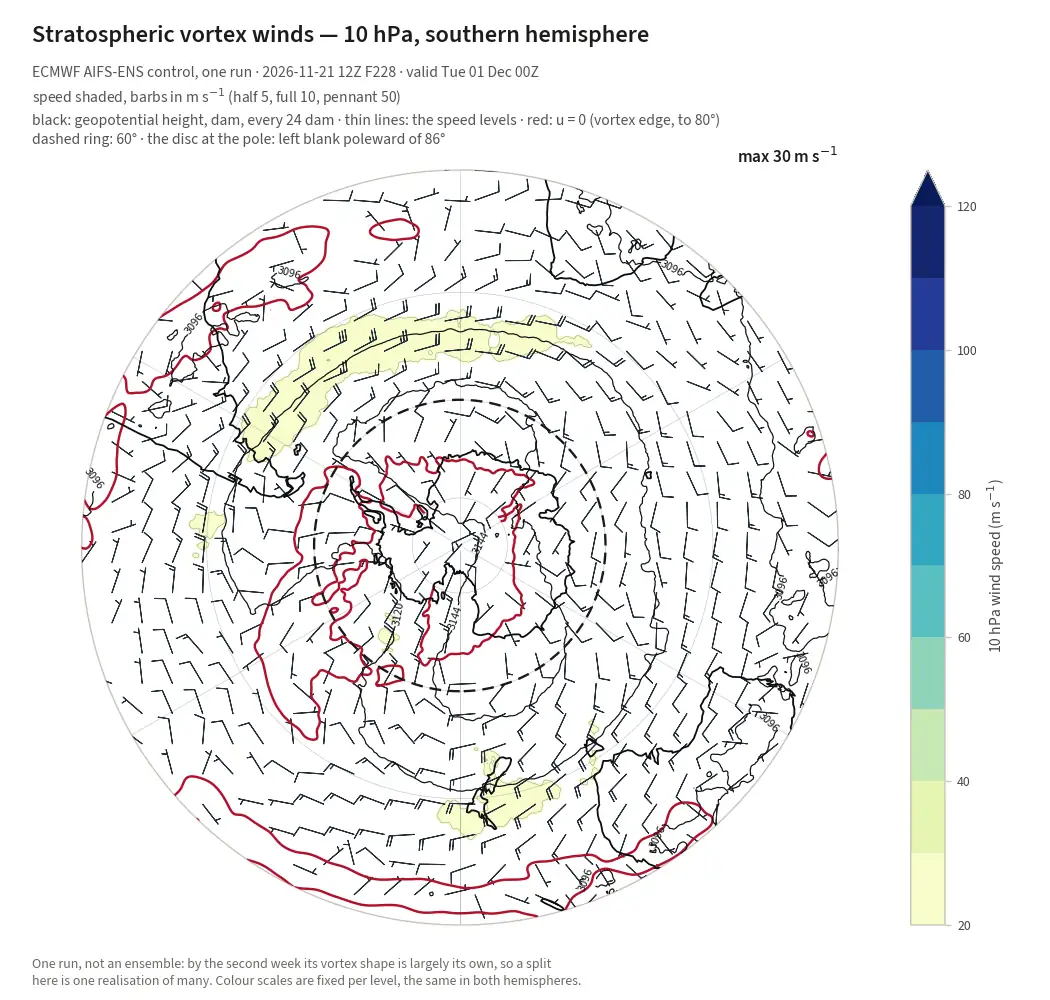 Stratospheric vortex winds — 10 hPa, southern hemisphere
ECMWF AIFS-ENS control, one run · 2026-11-21 12Z F228 · valid Tue 01 Dec 00Z
speed shaded, barbs in m s⁻¹ (half 5, full 10, pennant 50)
black: geopotential height, dam, every 24 dam · thin lines: the speed levels · red: u = 0 (vortex edge, to 80°)
dashed ring: 60° · the disc at the pole: left blank poleward of 86°
max 30 m s⁻¹
3096
3096
3096
3096
3144
3096
3096
3120
3144
3096
3096
3096
3096
120
100
80
60
40
20
10 hPa wind speed (m s⁻¹)
One run, not an ensemble: by the second week its vortex shape is largely its own, so a split
here is one realisation of many. Colour scales are fixed per level, the same in both hemispheres.